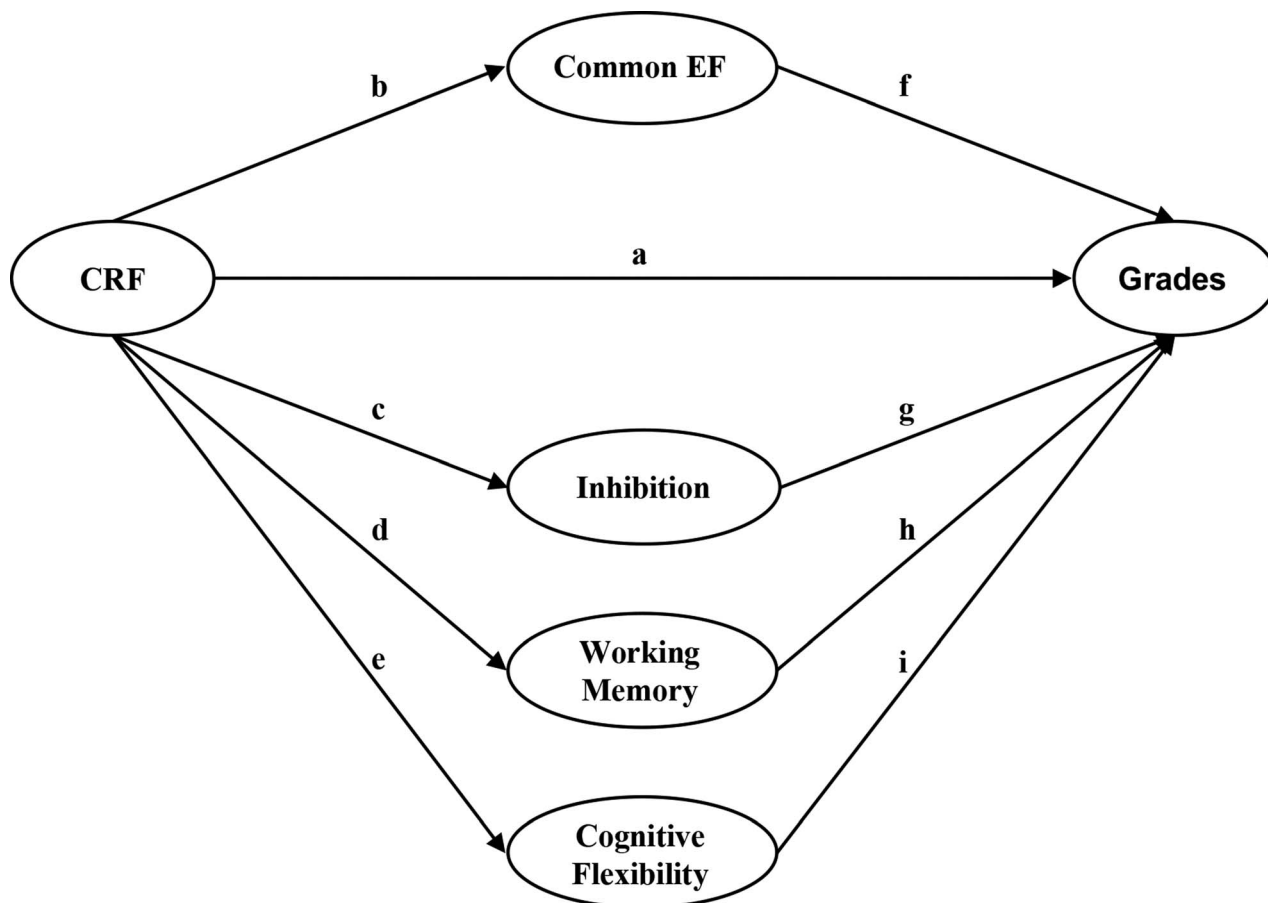 Common EF
b
f
CRF
a
Grades
c
g
Inhibition
d
h
Working
Memory
e
i
Cognitive
Flexibility